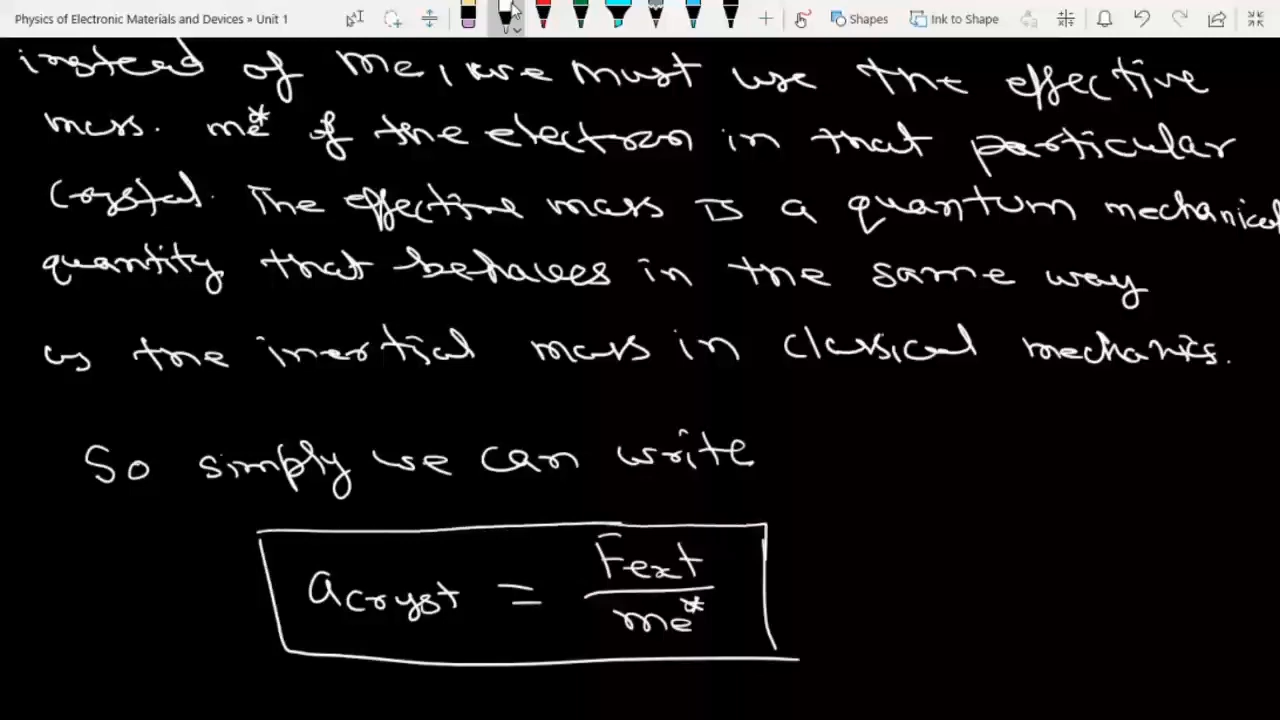 Physics of Electronic Materials and Devices » Unit 1
Shapes
Ink to Shape
instead of me, we must use the effective
mass. me* of the electron in that particular
crystal. The effective mass is a quantum mechanical
quantity that behaves in the same way
as the inertial mass in classical mechanics.
So simply we can write
acryst = Fext / me*